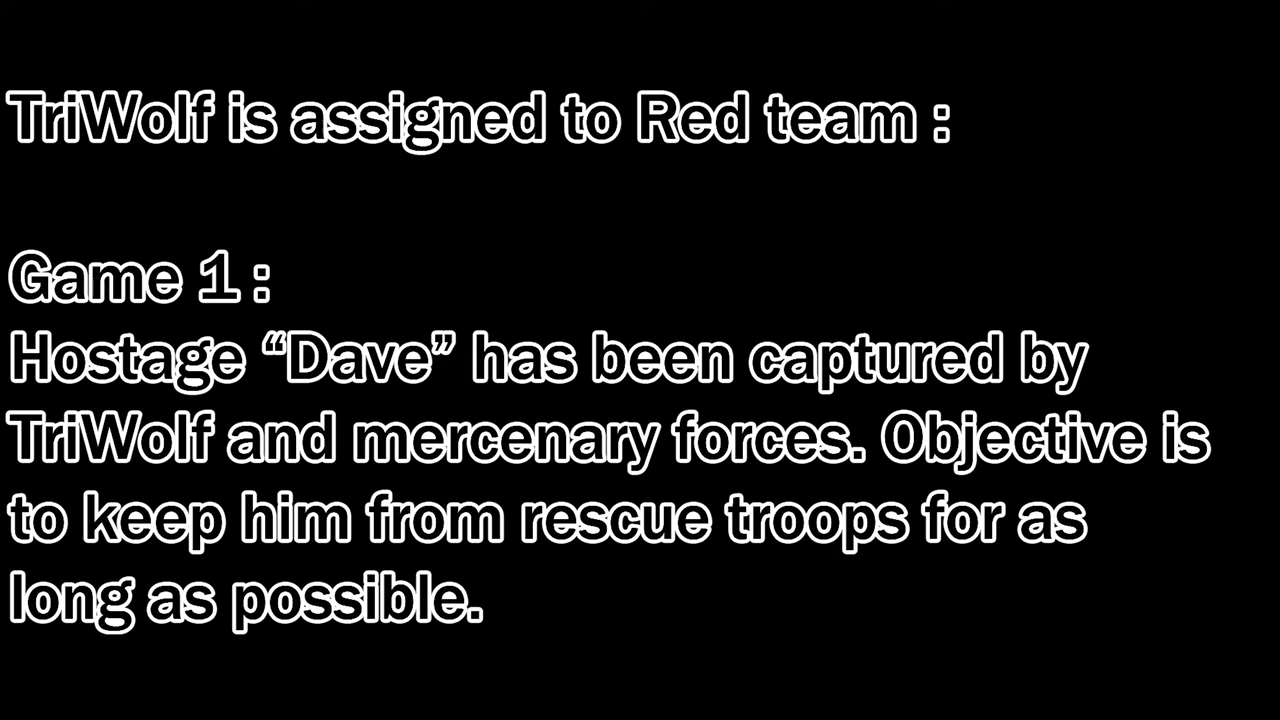 TriWolf is assigned to Red team :
Game 1 :
Hostage “Dave” has been captured by
TriWolf and mercenary forces. Objective is
to keep him from rescue troops for as
long as possible.